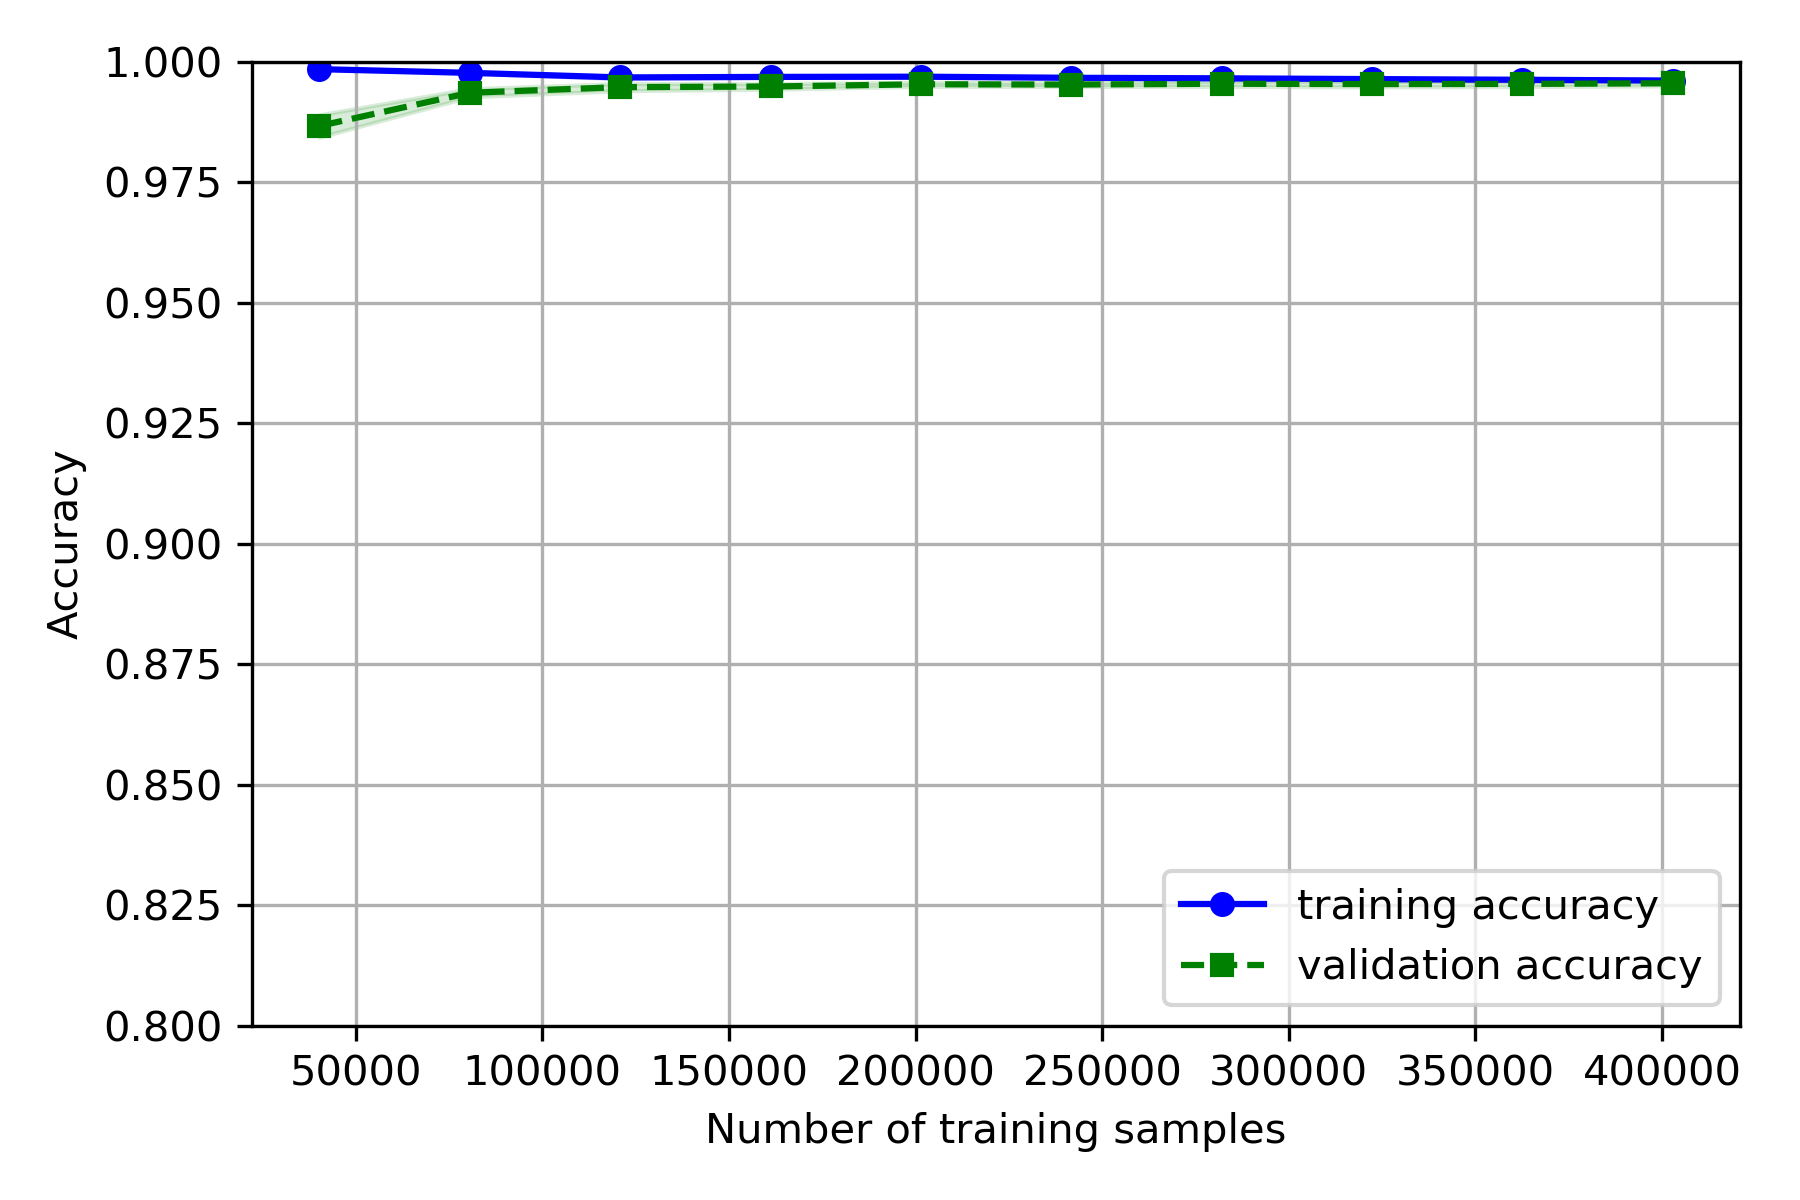 1.000
0.975
0.950
0.925
0.900
0.875
0.850
0.825
0.800
Accuracy
training accuracy
validation accuracy
50000 100000 150000 200000 250000 300000 350000 400000
Number of training samples